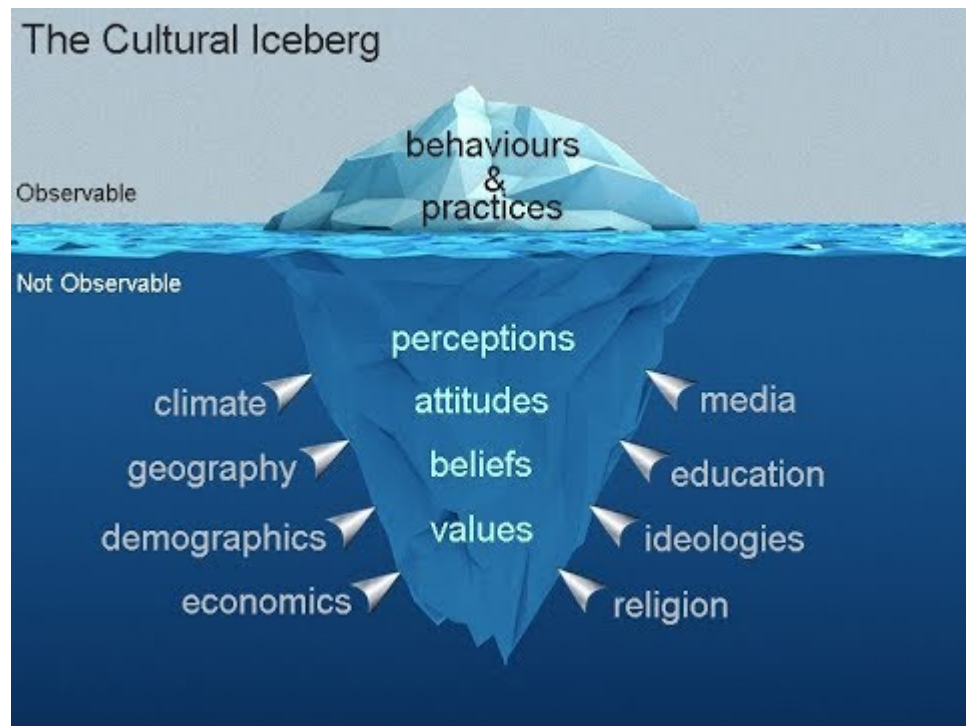 The Cultural Iceberg
behaviours
&
practices
Observable
Not Observable
perceptions
climate
attitudes
media
geography
beliefs
education
demographics
values
ideologies
economics
religion